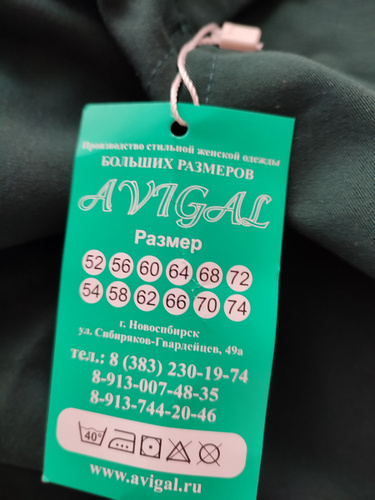 Производство стильной женской одежды
БОЛЬШИХ РАЗМЕРОВ
AVIGAL
Размер
52 56 60 64 68 72
54 58 62 66 70 74
г. Новосибирск
ул. Сибиряков-Гвардейцев, 49а
тел.: 8 (383) 230-19-74
8-913-007-48-35
8-913-744-20-46
40°
www.avigal.ru